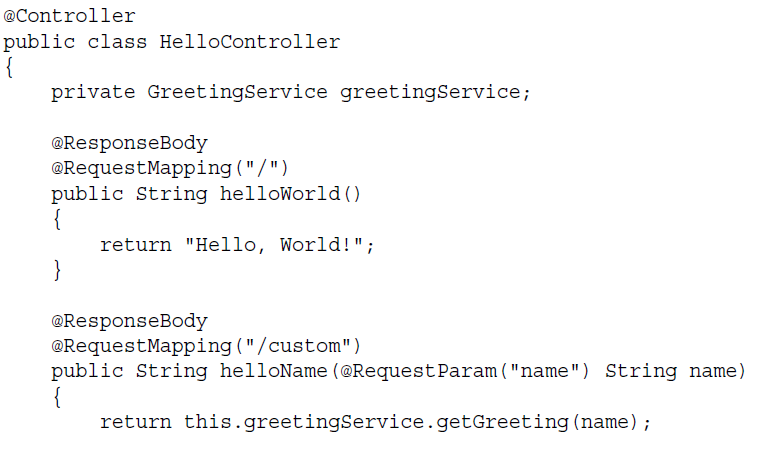 @Controller
public class HelloController
{
    private GreetingService greetingService;

    @ResponseBody
    @RequestMapping("/")
    public String helloWorld()
    {
        return "Hello, World!";
    }

    @ResponseBody
    @RequestMapping("/custom")
    public String helloName(@RequestParam("name") String name)
    {
        return this.greetingService.getGreeting(name);